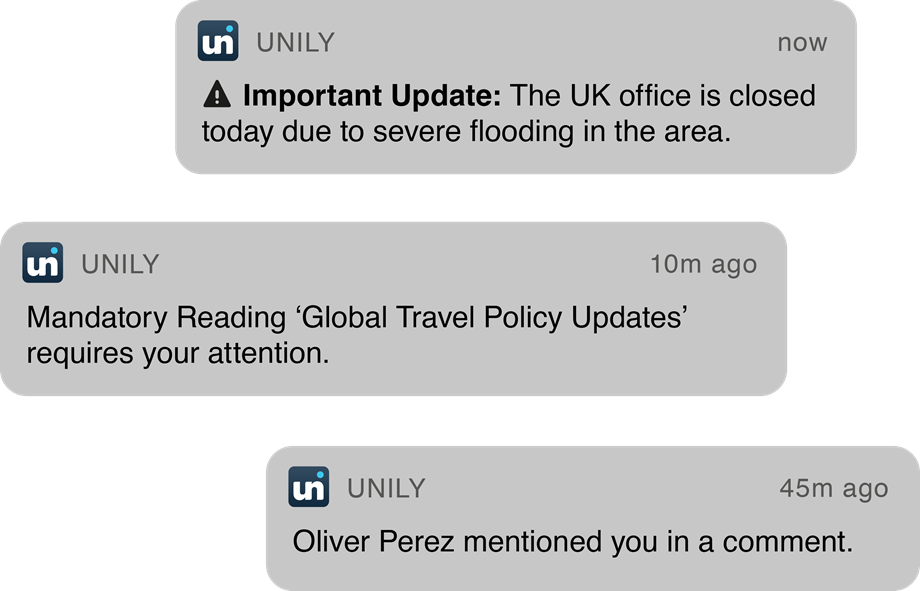 un UNILY now
⚠ Important Update: The UK office is closed
today due to severe flooding in the area.
un UNILY 10m ago
Mandatory Reading ‘Global Travel Policy Updates’
requires your attention.
un UNILY 45m ago
Oliver Perez mentioned you in a comment.